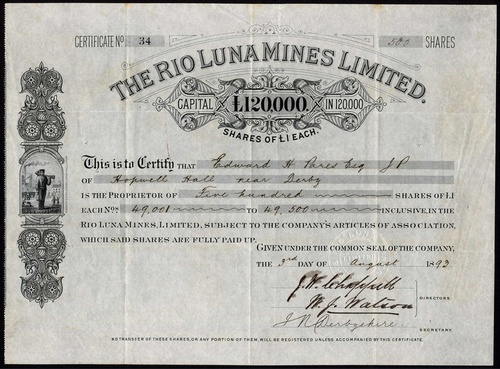 CERTIFICATE Nº 34 500 SHARES
THE RIO LUNA MINES LIMITED.
CAPITAL £120,000. IN 120,000
SHARES OF £1 EACH.
This is to Certify THAT Edward H. Pares Esq JP
OF Hopwell Hall near Derby
IS THE PROPRIETOR OF Five hundred SHARES OF £1
EACH Nºs 49,001 TO 49,500 INCLUSIVE, IN THE
RIO LUNA MINES, LIMITED, SUBJECT TO THE COMPANY'S ARTICLES OF ASSOCIATION,
WHICH SAID SHARES ARE FULLY PAID UP.
GIVEN UNDER THE COMMON SEAL OF THE COMPANY,
THE 3rd DAY OF August 1893
J. W. Chappell
W. J. Watson
DIRECTORS.
J N Derbyshire.
SECRETARY.
NO TRANSFER OF THESE SHARES, OR ANY PORTION OF THEM, WILL BE REGISTERED UNLESS ACCOMPANIED BY THIS CERTIFICATE.